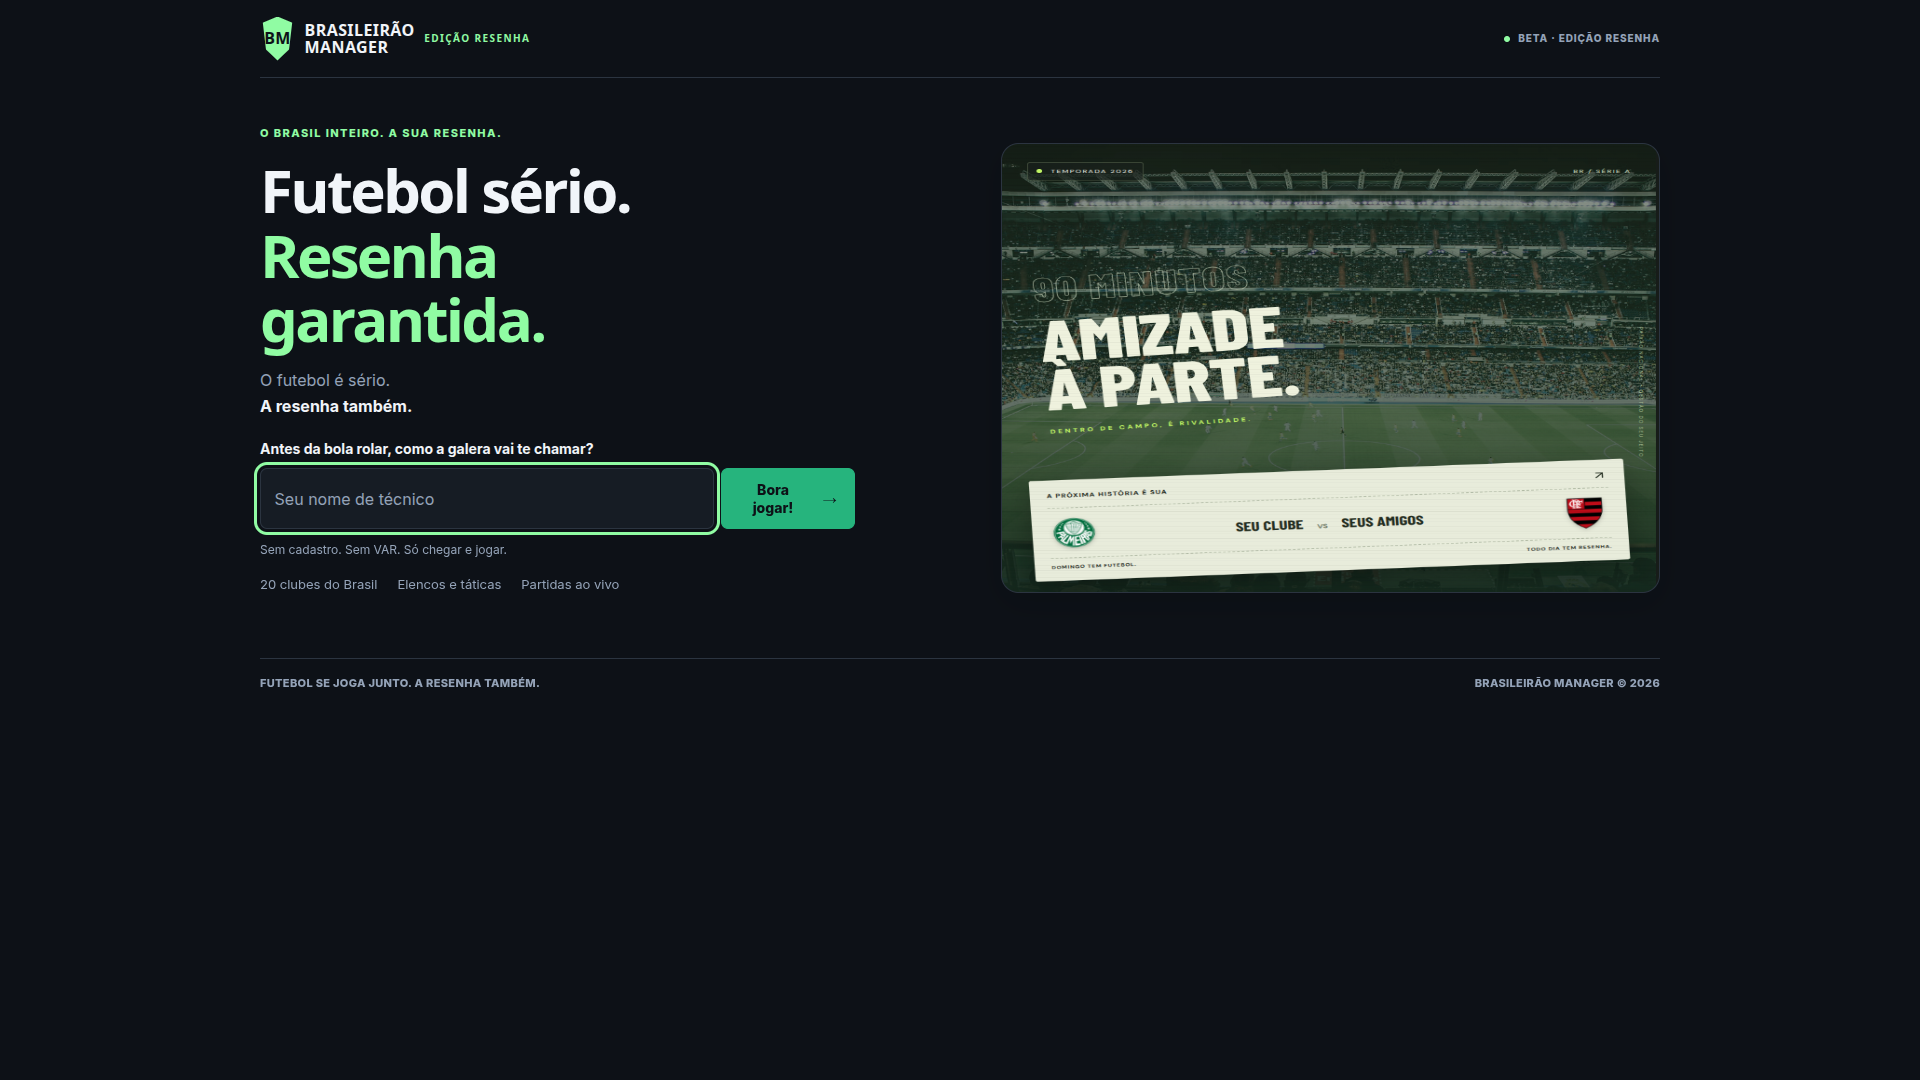 BM
BRASILEIRÃO
MANAGER
EDIÇÃO RESENHA
BETA · EDIÇÃO RESENHA
O BRASIL INTEIRO. A SUA RESENHA.
Futebol sério.
Resenha
garantida.
O futebol é sério.
A resenha também.
Antes da bola rolar, como a galera vai te chamar?
Seu nome de técnico
Bora
jogar!
→
Sem cadastro. Sem VAR. Só chegar e jogar.
20 clubes do Brasil
Elencos e táticas
Partidas ao vivo
TEMPORADA 2026
BR / SÉRIE A
90 MINUTOS
AMIZADE
À PARTE.
DENTRO DE CAMPO, É RIVALIDADE.
A PRÓXIMA HISTÓRIA É SUA
PALMEIRAS
SEU CLUBE VS SEUS AMIGOS
DOMINGO TEM FUTEBOL.
TODO DIA TEM RESENHA.
FUTEBOL SE JOGA JUNTO. A RESENHA TAMBÉM.
BRASILEIRÃO MANAGER © 2026